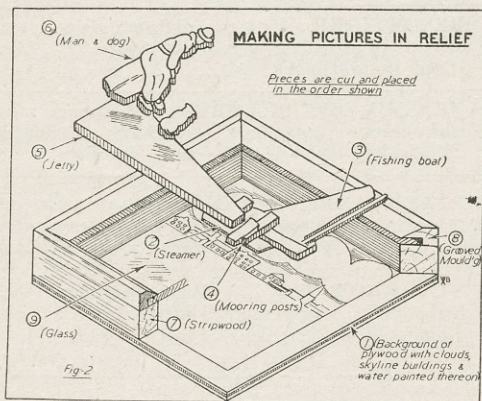 MAKING PICTURES IN RELIEF
Pieces are cut and placed
in the order shown
⑥
(Man & dog)
⑤
(Jetty)
③
(Fishing boat)
②
(Steamer)
④
(Mooring posts)
⑧
(Grooved
Mould'g)
⑨
(Glass)
⑦ (Stripwood)
① (Background of
plywood with clouds,
skyline buildings &
water painted thereon)
Fig-2